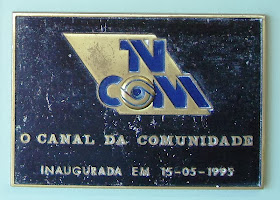 TV
COM
O CANAL DA COMUNIDADE
INAUGURADA EM 15-05-1995